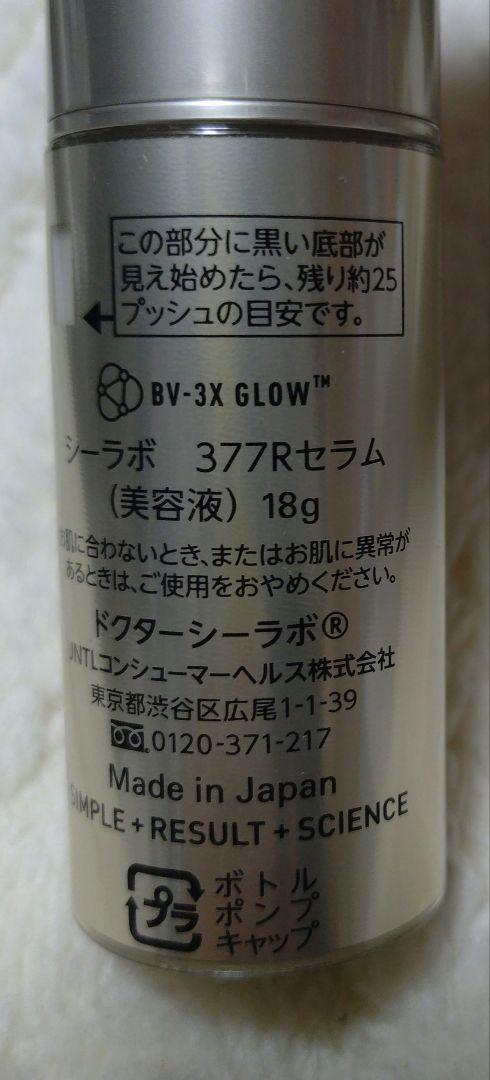 この部分に黒い底部が
見え始めたら、残り約25
プッシュの目安です。
BV-3X GLOW™
シーラボ 377Rセラム
(美容液) 18g
お肌に合わないとき、またはお肌に異常が
あるときは、ご使用をおやめください。
ドクターシーラボ®
JNTLコンシューマーヘルス株式会社
東京都渋谷区広尾1-1-39
0120-371-217
Made in Japan
SIMPLE + RESULT + SCIENCE
プラ
ボトル
ポンプ
キャップ